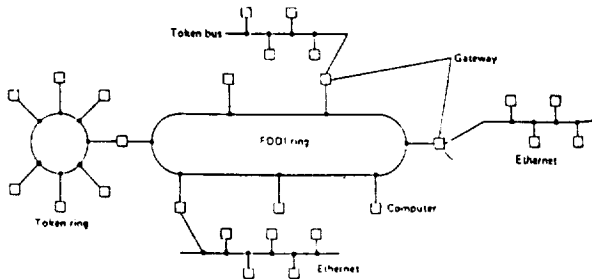 Token bus
Gateway
FDDI ring
Ethernet
Token ring
Computer
Ethernet